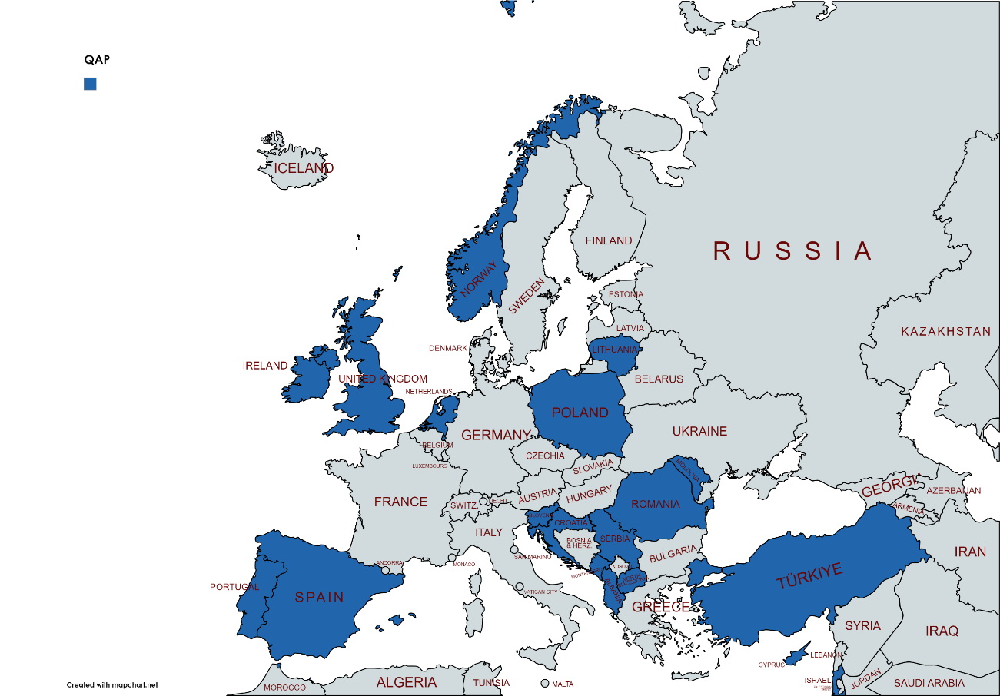 QAP
ICELAND
NORWAY
SWEDEN
FINLAND
RUSSIA
ESTONIA
LATVIA
LITHUANIA
DENMARK
IRELAND
UNITED KINGDOM
NETHERLANDS
BELARUS
KAZAKHSTAN
POLAND
GERMANY
BELGIUM
LUXEMBOURG
UKRAINE
CZECHIA
SLOVAKIA
MOLDOVA
FRANCE
SWITZ.
LIECHT.
AUSTRIA
HUNGARY
ROMANIA
GEORGI
AZERBAIJAN
ARMENIA
SLOVENI
CROATIA
ITALY
BOSNIA
& HERZ.
SERBIA
SAN MARINO
MONACO
ANDORRA
BULGARIA
KOSOVO
NORTH
MACEDONIA
ALBANIA
VATICAN CITY
PORTUGAL
SPAIN
GREECE
TÜRKIYE
IRAN
SYRIA
IRAQ
CYPRUS
LEBANON
ISRAEL
JORDAN
SAUDI ARABIA
MOROCCO
ALGERIA
TUNISIA
MALTA
Created with mapchart.net